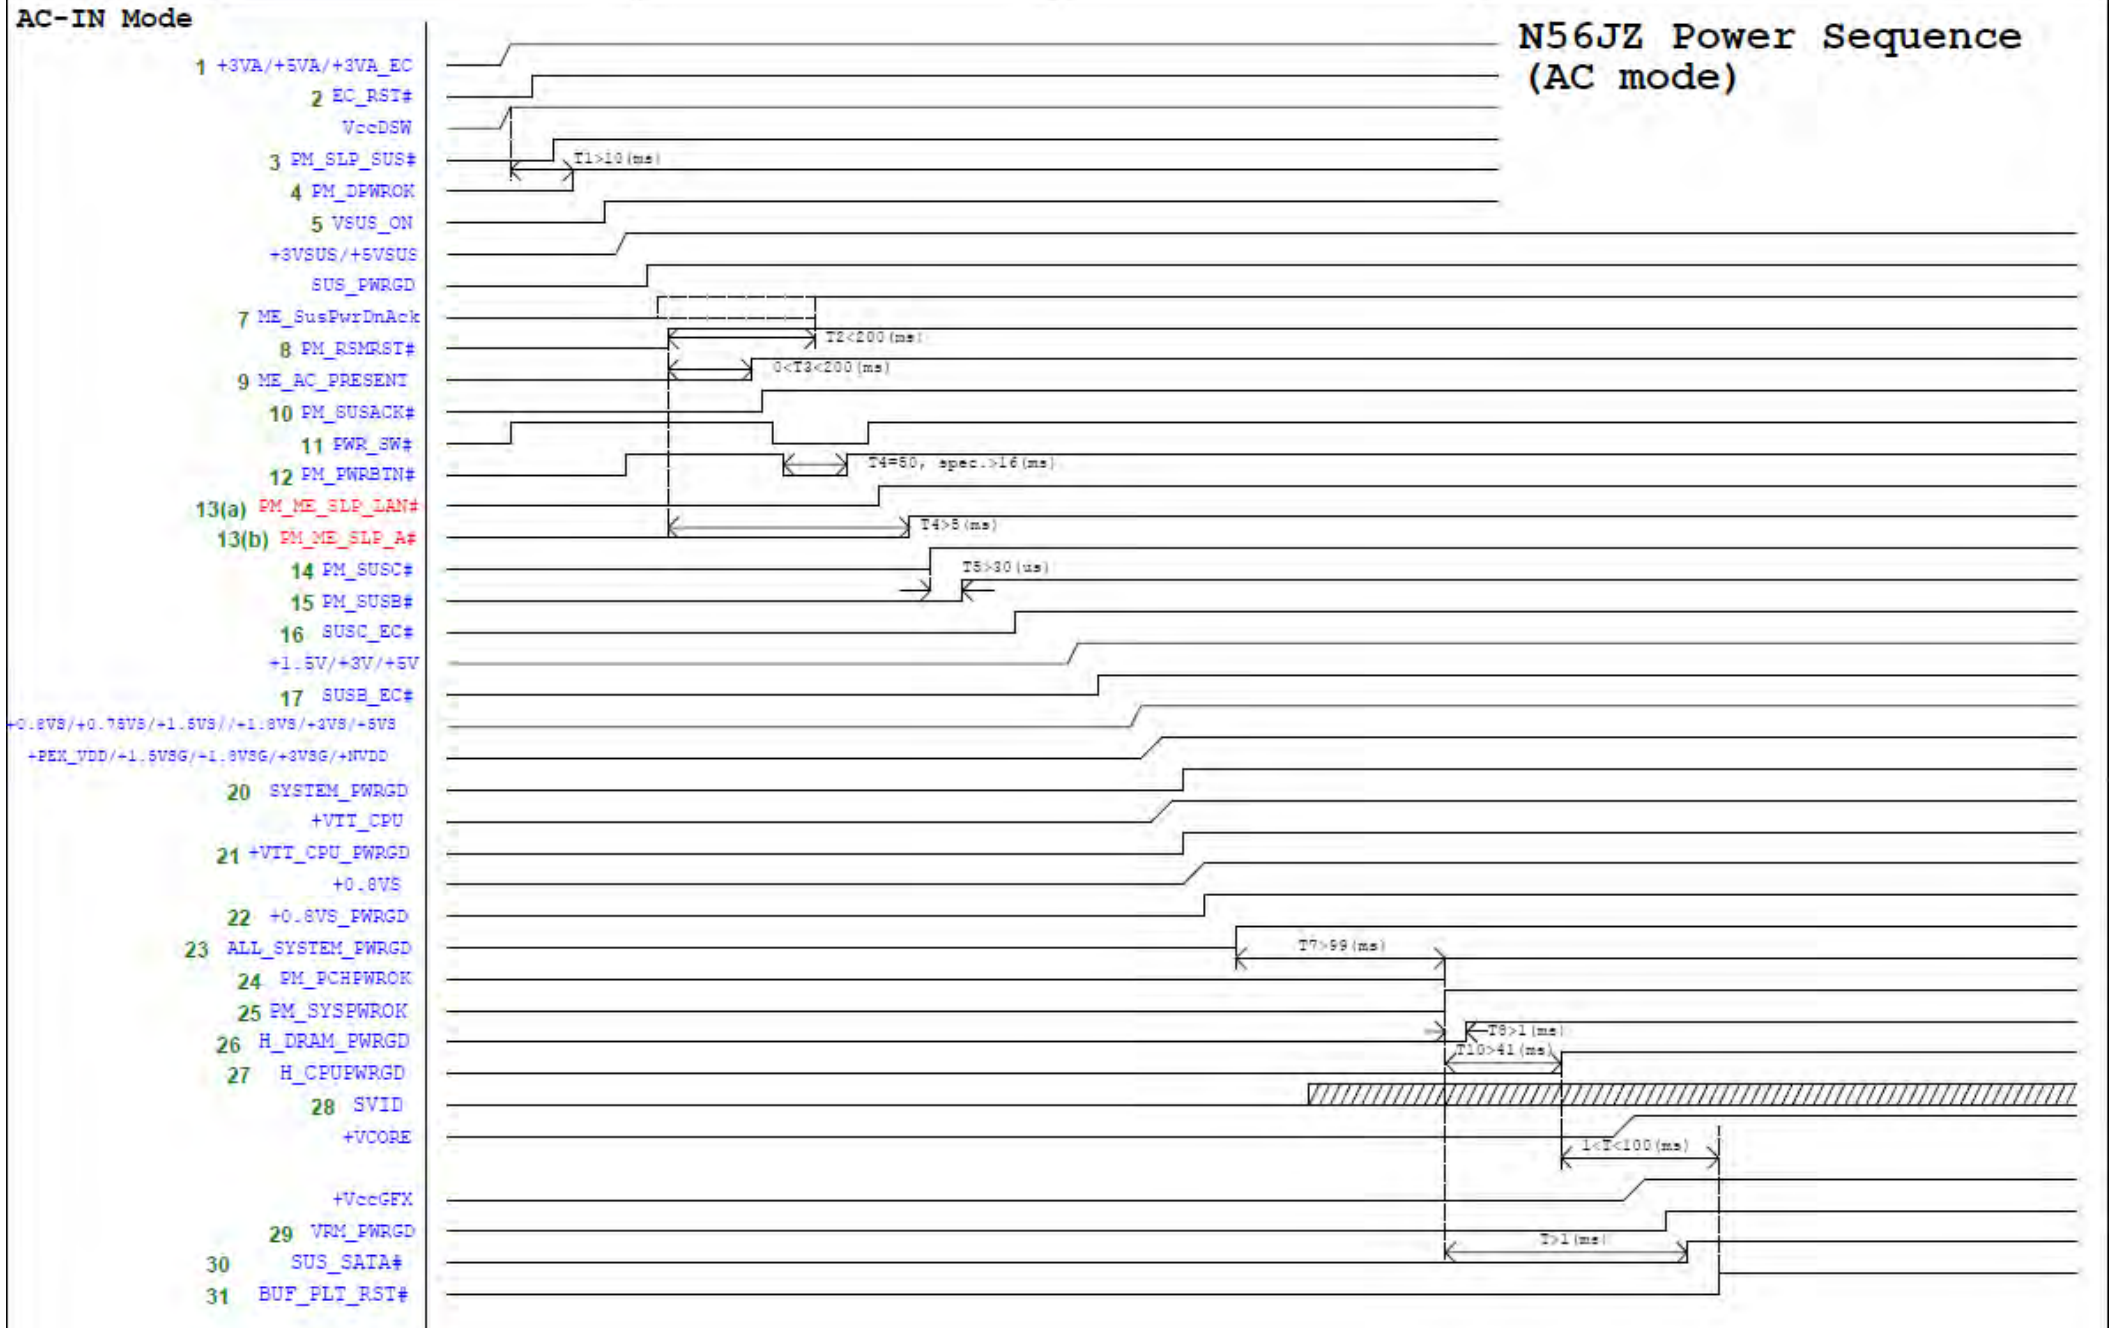 AC-IN Mode
N56JZ Power Sequence
(AC mode)
1 +3VA/+5VA/+3VA_EC
2 EC_RST#
VccDSW
3 PM_SLP_SUS#
T1>10(ms)
4 PM_DPWROK
5 VSUS_ON
+3VSUS/+5VSUS
SUS_PWRGD
7 ME_SusPwrDnAck
T2<200(ms)
8 PM_RSMRST#
0<T3<200(ms)
9 ME_AC_PRESENT
10 PM_SUSACK#
11 PWR_SW#
12 PM_PWRBTN#
T4=50, spec.>16(ms)
13(a) PM_ME_SLP_LAN#
13(b) PM_ME_SLP_A#
T4>5(ms)
14 PM_SUSC#
T5>30(us)
15 PM_SUSB#
16 SUSC_EC#
+1.5V/+3V/+5V
17 SUSB_EC#
+0.8VS/+0.75VS/+1.5VS//+1.8VS/+3VS/+5VS
+PEX_VDD/+1.5VSG/+1.8VSG/+3VSG/+NVDD
20 SYSTEM_PWRGD
+VTT_CPU
21 +VTT_CPU_PWRGD
+0.8VS
22 +0.8VS_PWRGD
23 ALL_SYSTEM_PWRGD
T7>99(ms)
24 PM_PCHPWROK
25 PM_SYSPWROK
26 H_DRAM_PWRGD
T8>1(ms)
T10>41(ms)
27 H_CPUPWRGD
28 SVID
+VCORE
1<T<100(ms)
+VccGFX
29 VRM_PWRGD
T>1(ms)
30 SUS_SATA#
31 BUF_PLT_RST#